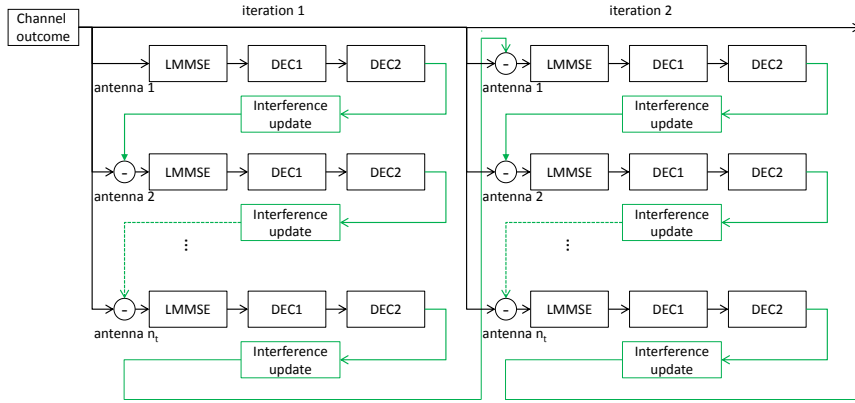 iteration 1
iteration 2
Channel
outcome
LMMSE
DEC1
DEC2
-
LMMSE
DEC1
DEC2
antenna 1
antenna 1
Interference
update
Interference
update
-
LMMSE
DEC1
DEC2
-
LMMSE
DEC1
DEC2
antenna 2
antenna 2
Interference
update
Interference
update
...
...
-
LMMSE
DEC1
DEC2
-
LMMSE
DEC1
DEC2
antenna nt
antenna nt
Interference
update
Interference
update